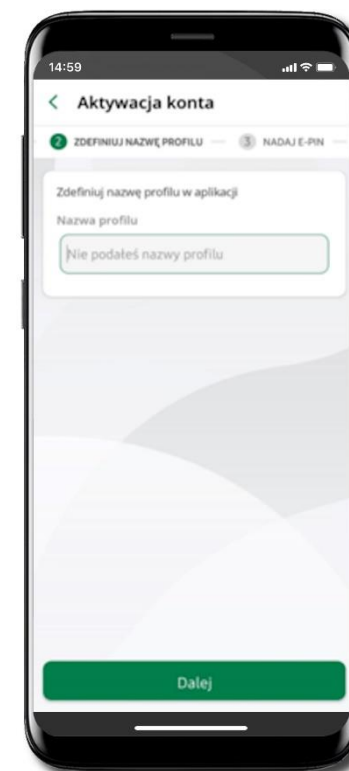 14:59
Aktywacja konta
2 ZDEFINIUJ NAZWĘ PROFILU 3 NADAJ E-PIN
Zdefiniuj nazwę profilu w aplikacji
Nazwa profilu
Nie podałeś nazwy profilu
Dalej